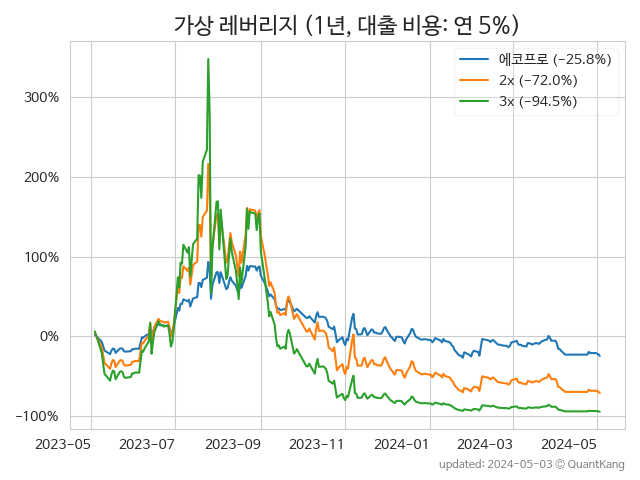 가상 레버리지 (1년, 대출 비용: 연 5%)
에코프로 (−25.8%)
2x (−72.0%)
3x (−94.5%)
300%
200%
100%
0%
−100%
2023-05 2023-07 2023-09 2023-11 2024-01 2024-03 2024-05
updated: 2024-05-03 © QuantKang